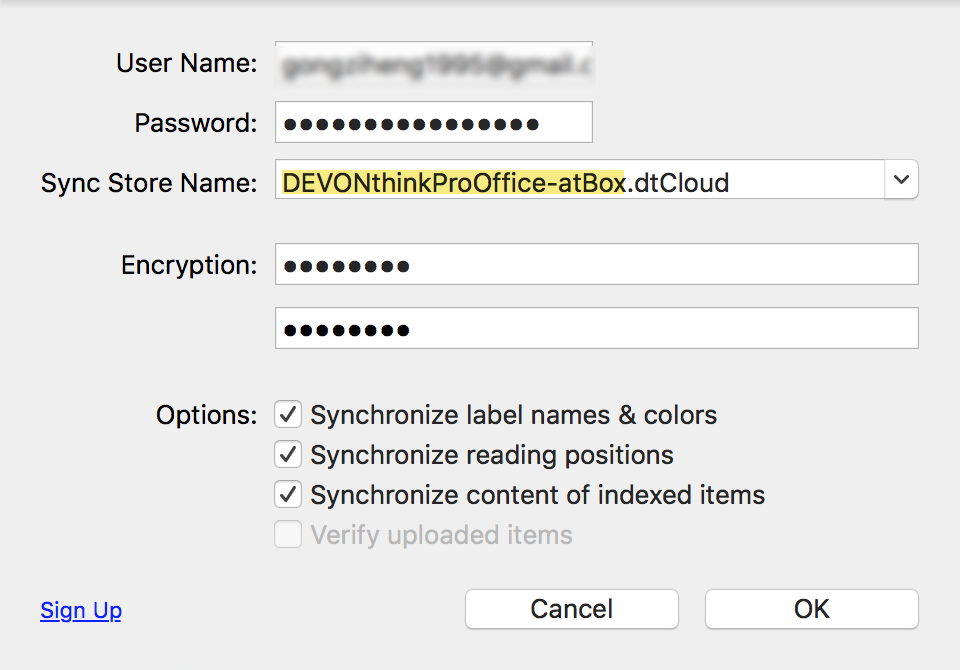 User Name:
Password: ●●●●●●●●●●●●●●●●
Sync Store Name: DEVONthinkProOffice-atBox.dtCloud
Encryption: ●●●●●●●●
●●●●●●●●
Options: Synchronize label names & colors
Synchronize reading positions
Synchronize content of indexed items
Verify uploaded items
Sign Up Cancel OK